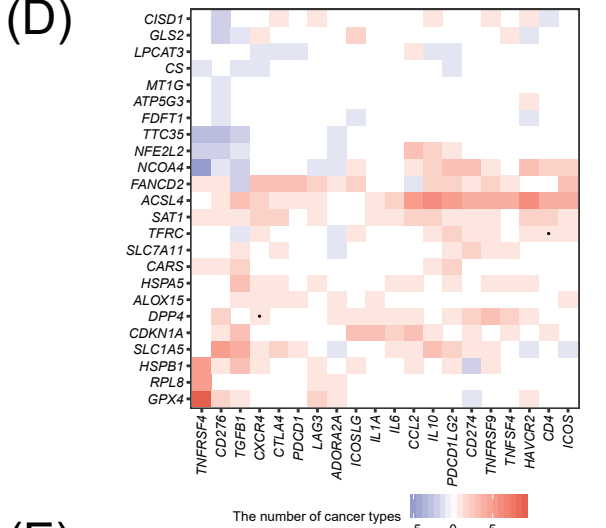 (D)
CISD1
GLS2
LPCAT3
CS
MT1G
ATP5G3
FDFT1
TTC35
NFE2L2
NCOA4
FANCD2
ACSL4
SAT1
TFRC
SLC7A11
CARS
HSPA5
ALOX15
DPP4
CDKN1A
SLC1A5
HSPB1
RPL8
GPX4
TNFRSF4
CD276
TGFB1
CXCR4
CTLA4
PDCD1
LAG3
ADORA2A
ICOSLG
IL1A
IL6
CCL2
IL10
PDCD1LG2
CD274
TNFRSF9
TNFSF4
HAVCR2
CD4
ICOS
The number of cancer types